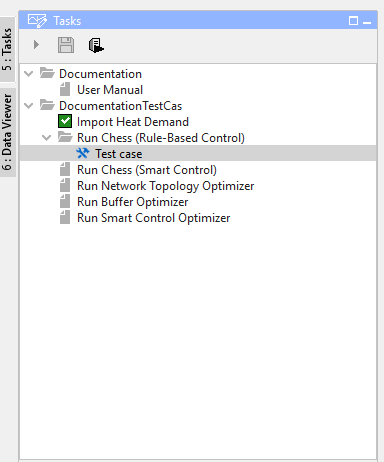 Tasks
5 : Tasks
6 : Data Viewer
Documentation
User Manual
DocumentationTestCas
Import Heat Demand
Run Chess (Rule-Based Control)
Test case
Run Chess (Smart Control)
Run Network Topology Optimizer
Run Buffer Optimizer
Run Smart Control Optimizer